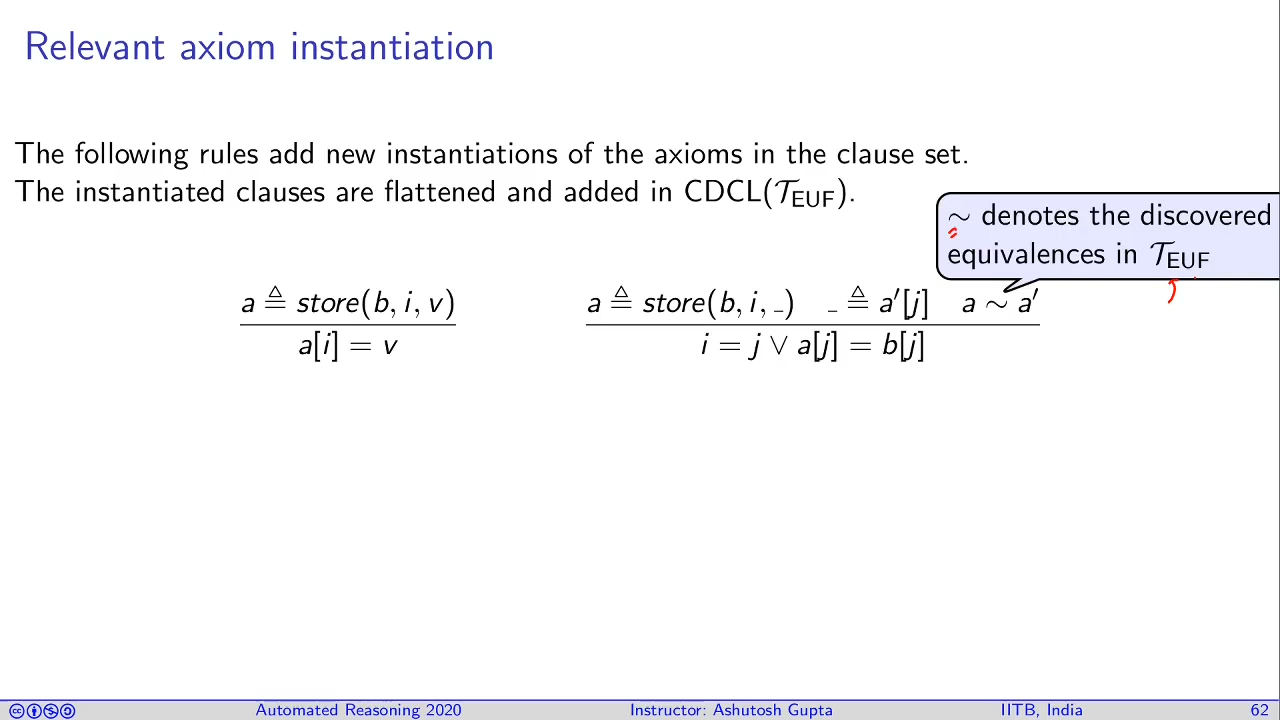 Relevant axiom instantiation
The following rules add new instantiations of the axioms in the clause set.
The instantiated clauses are flattened and added in CDCL(𝒯EUF).
∼ denotes the discovered
equivalences in 𝒯EUF
a ≜ store(b, i, v)
a[i] = v
a ≜ store(b, i, _) _ ≜ a′[j] a ∼ a′
i = j ∨ a[j] = b[j]
Automated Reasoning 2020 Instructor: Ashutosh Gupta IITB, India 62